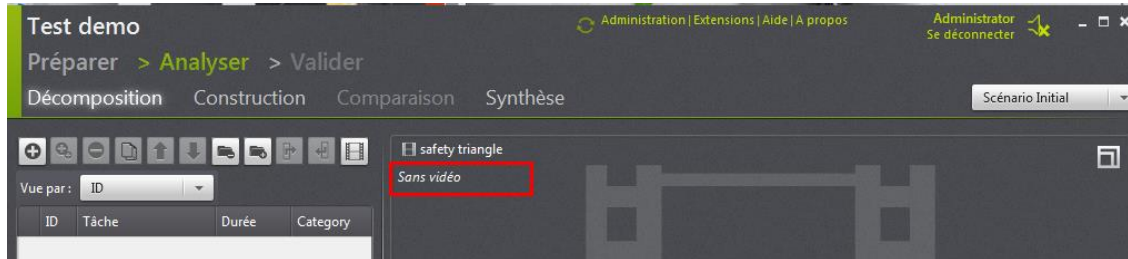 Test demo
Administration | Extensions | Aide | A propos
Administrator
Se déconnecter
Préparer > Analyser > Valider
Décomposition Construction Comparaison Synthèse
Scénario Initial
safety triangle
Sans vidéo
Vue par : ID
ID Tâche Durée Category